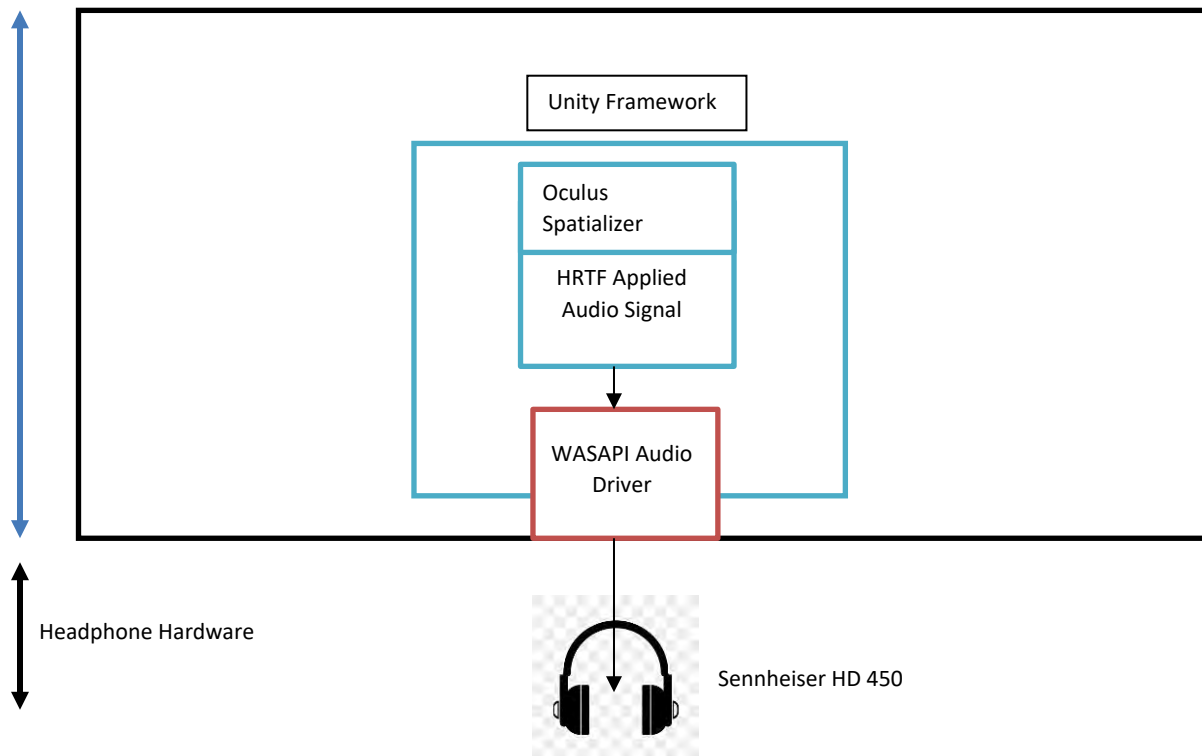 Unity Framework
Oculus
Spatializer
HRTF Applied
Audio Signal
WASAPI Audio
Driver
Headphone Hardware
Sennheiser HD 450